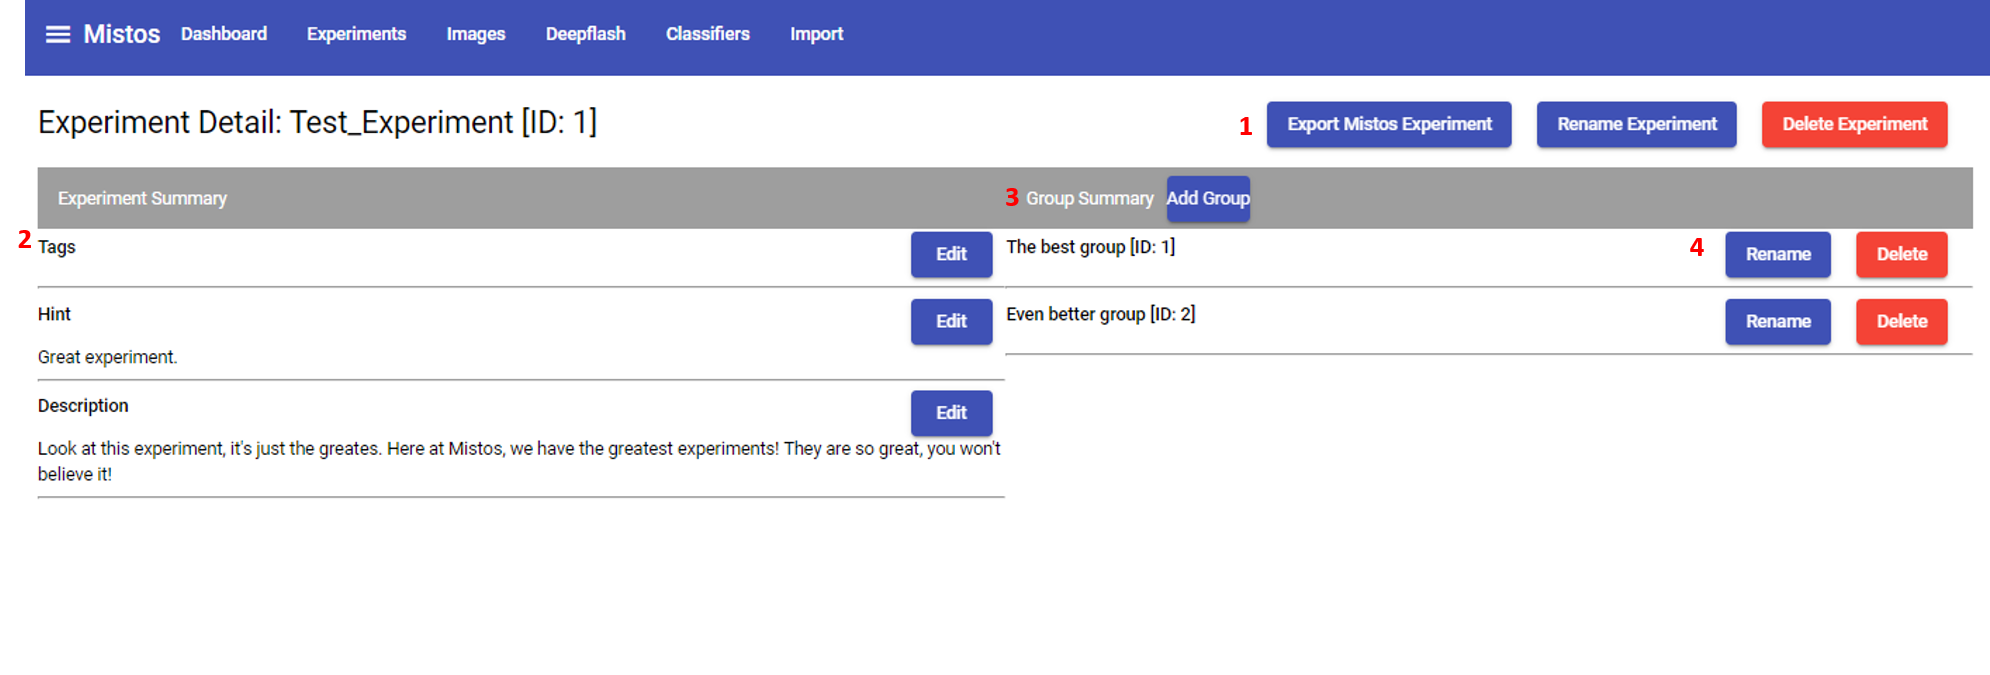 Mistos Dashboard Experiments Images Deepflash Classifiers Import
Experiment Detail: Test_Experiment [ID: 1]
1 Export Mistos Experiment Rename Experiment Delete Experiment
Experiment Summary
3 Group Summary Add Group
2 Tags Edit
Hint Edit
Great experiment.
Description Edit
Look at this experiment, it's just the greates. Here at Mistos, we have the greatest experiments! They are so great, you won't
believe it!
The best group [ID: 1] 4 Rename Delete
Even better group [ID: 2] Rename Delete